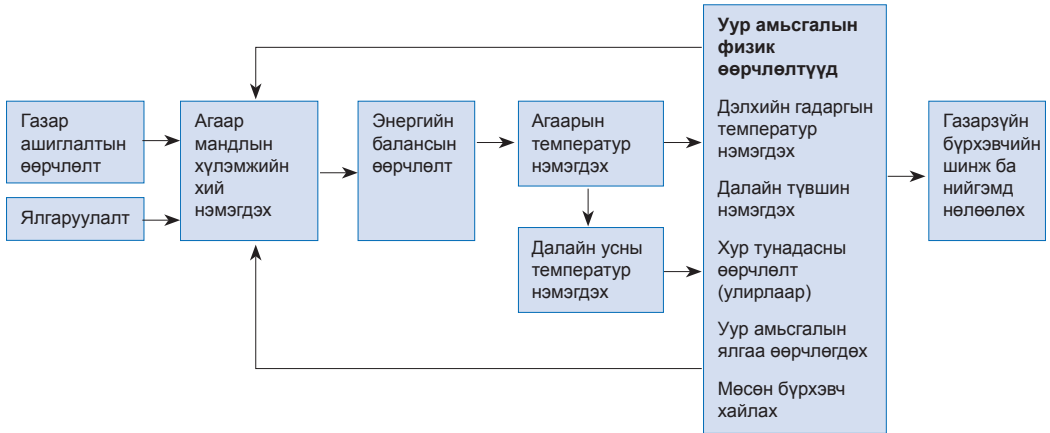 Газар
ашиглалтын
өөрчлөлт
Ялгаруулалт
Агаар
мандлын
хүлэмжийн
хий
нэмэгдэх
Энергийн
балансын
өөрчлөлт
Агаарын
температур
нэмэгдэх
Далайн усны
температур
нэмэгдэх
Уур амьсгалын
физик
өөрчлөлтүүд
Дэлхийн гадаргын
температур
нэмэгдэх
Далайн түвшин
нэмэгдэх
Хур тунадасны
өөрчлөлт
(улирлаар)
Уур амьсгалын
ялгаа өөрчлөгдөх
Мөсөн бүрхэвч
хайлах
Газарзүйн
бүрхэвчийн
шинж ба
нийгэмд
нөлөөлөх